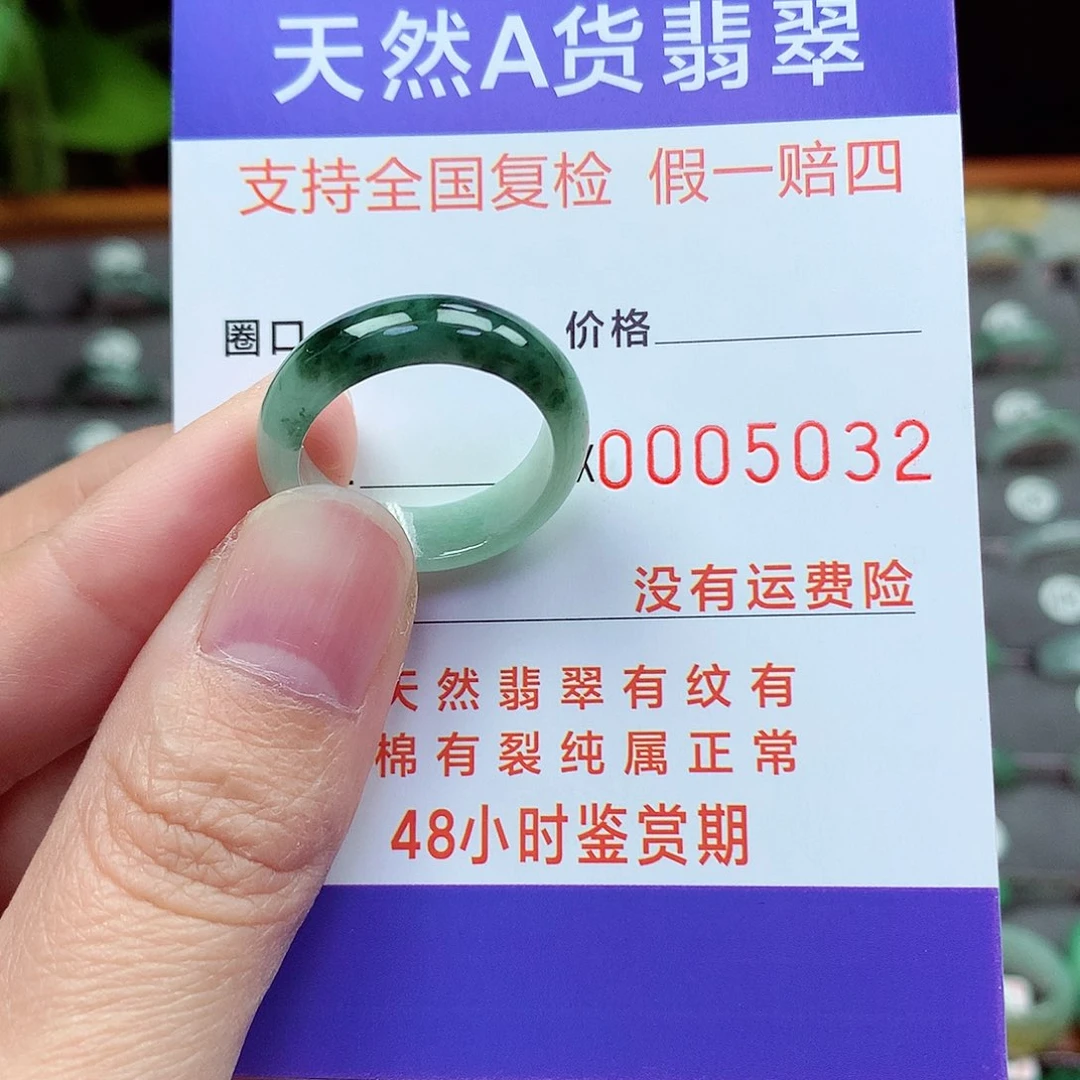 天然A货翡翠
支持全国复检 假一赔四
圈口 价格
0005032
没有运费险
天然翡翠有纹有
棉有裂纯属正常
48小时鉴赏期